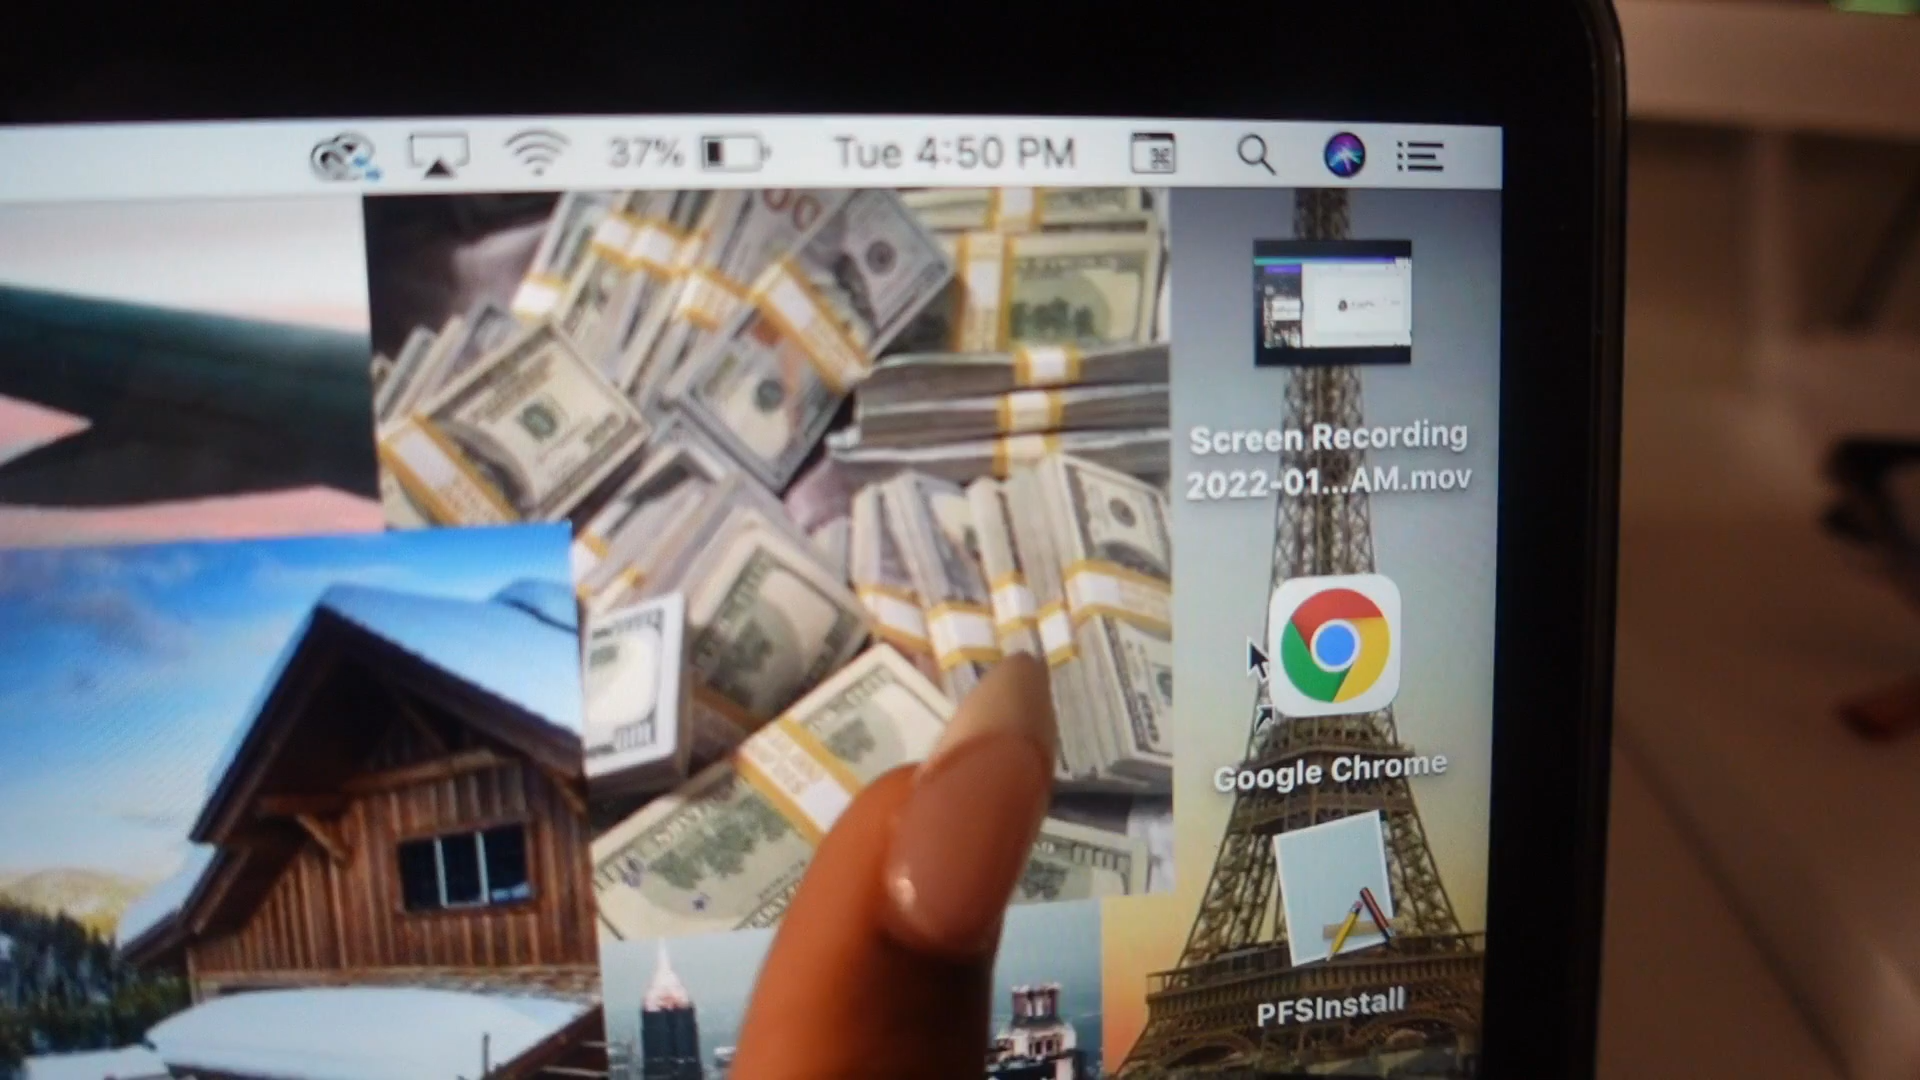 37%
Tue 4:50 PM
Screen Recording
2022-01...AM.mov
Google Chrome
PFSInstall